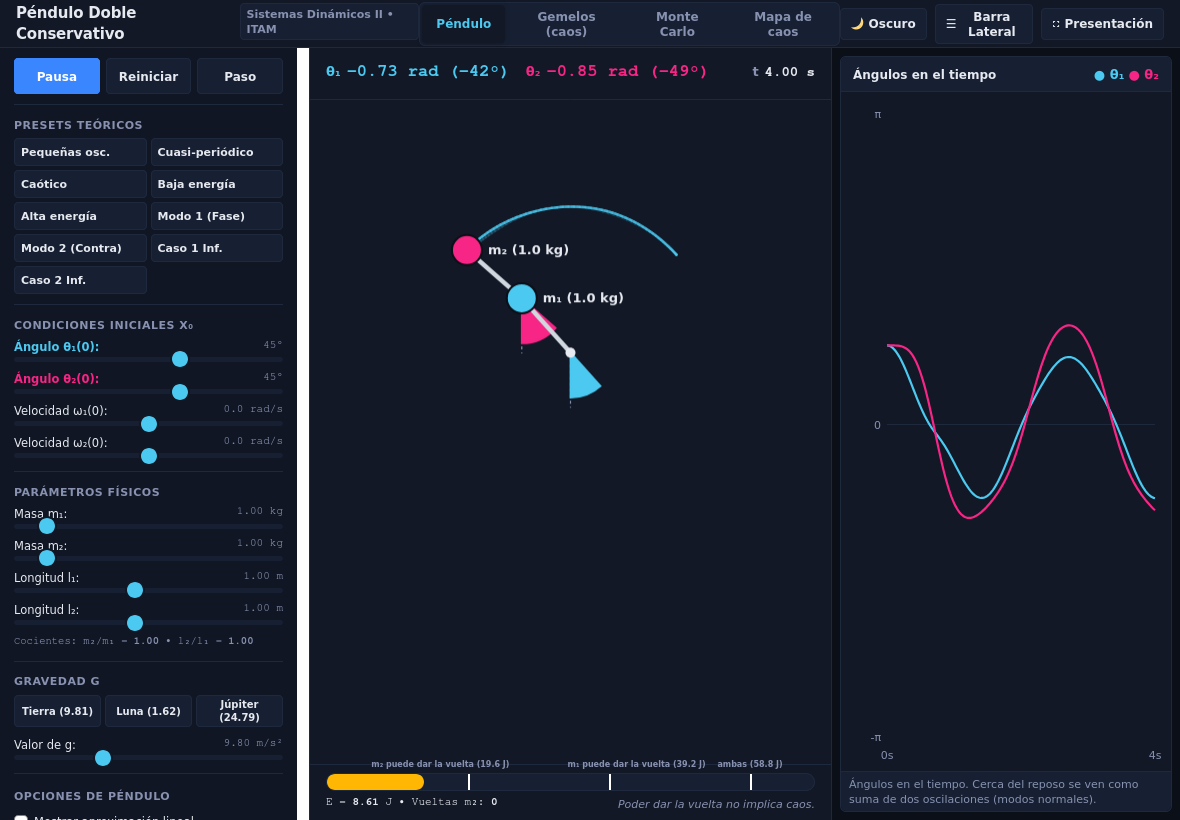 Péndulo Doble
Conservativo
Sistemas Dinámicos II •
ITAM
Péndulo
Gemelos
(caos)
Monte
Carlo
Mapa de
caos
🌙 Oscuro
☰ Barra
Lateral
Presentación
Pausa
Reiniciar
Paso
PRESETS TEÓRICOS
Pequeñas osc.
Cuasi-periódico
Caótico
Baja energía
Alta energía
Modo 1 (Fase)
Modo 2 (Contra)
Caso 1 Inf.
Caso 2 Inf.
CONDICIONES INICIALES X₀
Ángulo θ₁(0): 45°
Ángulo θ₂(0): 45°
Velocidad ω₁(0): 0.0 rad/s
Velocidad ω₂(0): 0.0 rad/s
PARÁMETROS FÍSICOS
Masa m₁: 1.00 kg
Masa m₂: 1.00 kg
Longitud l₁: 1.00 m
Longitud l₂: 1.00 m
Cocientes: m₂/m₁ = 1.00 • l₂/l₁ = 1.00
GRAVEDAD G
Tierra (9.81)
Luna (1.62)
Júpiter
(24.79)
Valor de g: 9.80 m/s²
OPCIONES DE PÉNDULO
Mostrar aproximación lineal
θ₁ −0.73 rad (−42°) θ₂ −0.85 rad (−49°) t 4.00 s
m₂ (1.0 kg)
m₁ (1.0 kg)
m₂ puede dar la vuelta (19.6 J)
m₁ puede dar la vuelta (39.2 J)
ambas (58.8 J)
E = 8.61 J • Vueltas m₂: 0
Poder dar la vuelta no implica caos.
Ángulos en el tiempo
● θ₁ ● θ₂
π
0
-π
0s
4s
Ángulos en el tiempo. Cerca del reposo se ven como
suma de dos oscilaciones (modos normales).